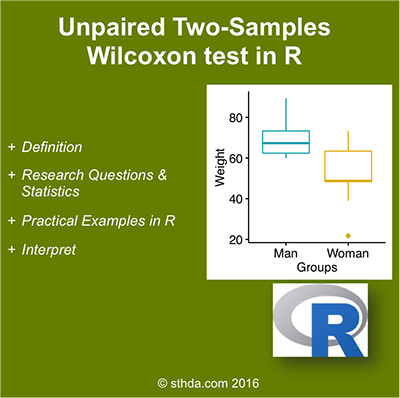 Unpaired Two-Samples
Wilcoxon test in R
+ Definition
+ Research Questions &
Statistics
+ Practical Examples in R
+ Interpret
80
60
40
20
Weight
Man Woman
Groups
R
© sthda.com 2016